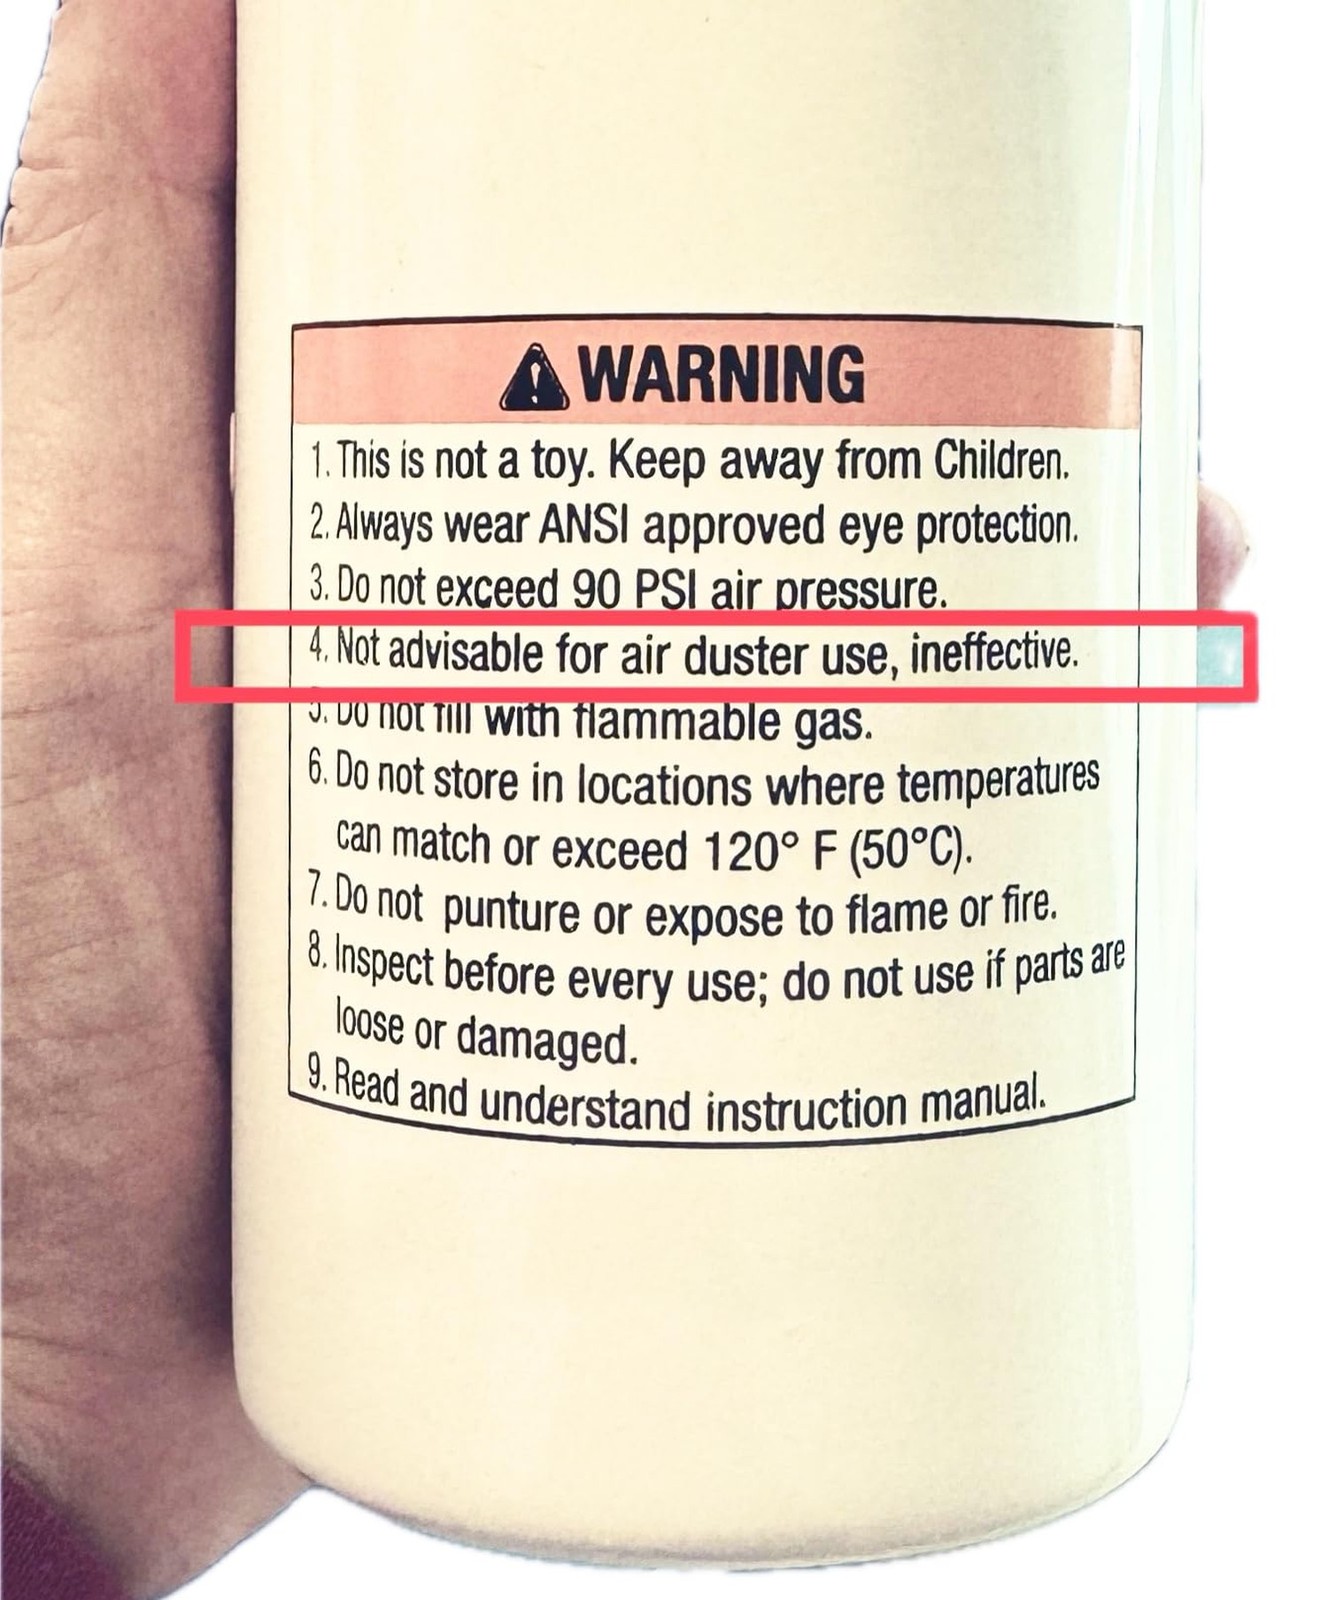 WARNING
1. This is not a toy. Keep away from Children.
2. Always wear ANSI approved eye protection.
3. Do not exceed 90 PSI air pressure.
4. Not advisable for air duster use, ineffective.
5. Do not fill with flammable gas.
6. Do not store in locations where temperatures
can match or exceed 120° F (50°C).
7. Do not punture or expose to flame or fire.
8. Inspect before every use; do not use if parts are
loose or damaged.
9. Read and understand instruction manual.